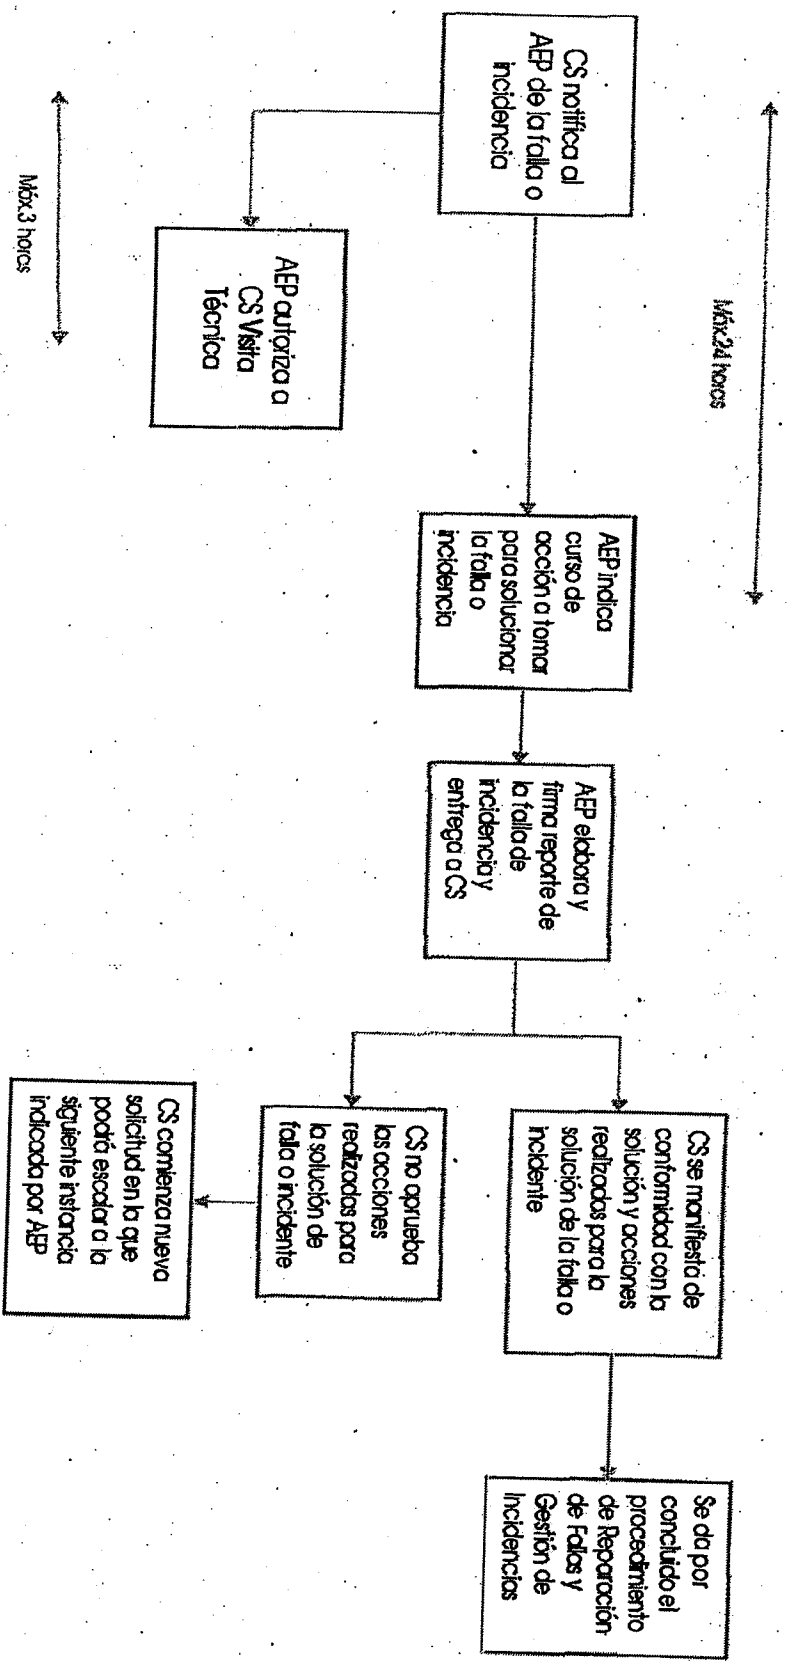 Máx.24 horas
CS notifica al
AEP de la falla o
incidencia
AEP indica
curso de
acción a tomar
para solucionar
la falla o
incidencia
AEP elabora y
firma reporte de
la falla de
incidencia y
entrega a CS
CS se manifiesta de
conformidad con la
solución y acciones
realizadas para la
solución de la falla o
incidente
Se da por
concluido el
procedimiento
de Reparación
de Fallas y
Gestión de
Incidencias
CS no aprueba
las acciones
realizadas para
la solución de
falla o incidente
CS comienza nueva
solicitud en la que
podrá escalar a la
siguiente instancia
indicada por AEP
AEP autoriza a
CS Visita
Técnica
Máx.3 horas